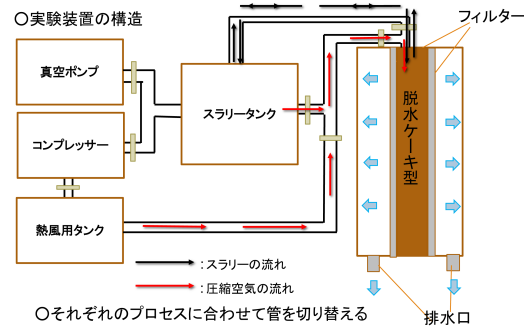 〇実験装置の構造
フィルター
真空ポンプ
スラリータンク
コンプレッサー
脱水ケーキ型
熱風用タンク
：スラリーの流れ
：圧縮空気の流れ
〇それぞれのプロセスに合わせて管を切り替える
排水口